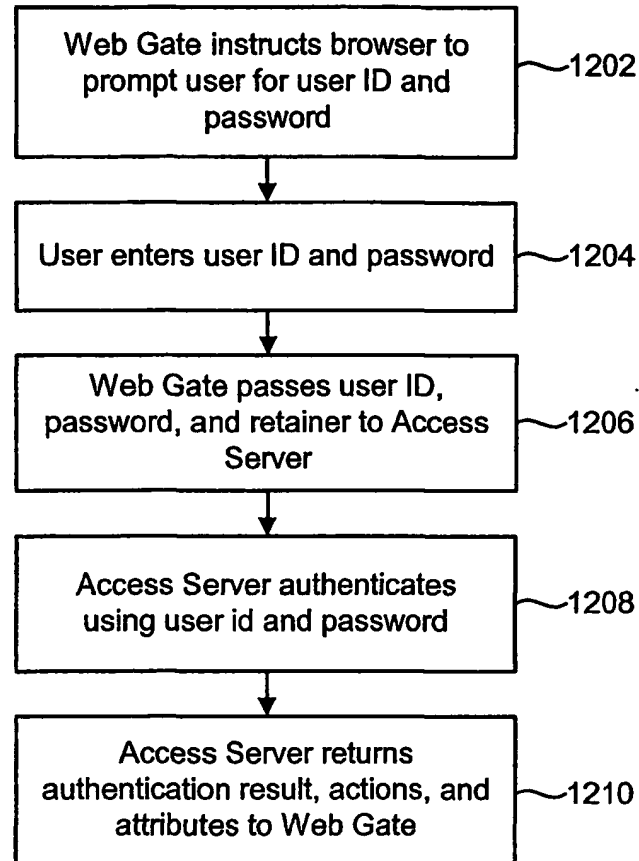 Web Gate instructs browser to
prompt user for user ID and
password
1202
User enters user ID and password
1204
Web Gate passes user ID,
password, and retainer to Access
Server
1206
Access Server authenticates
using user id and password
1208
Access Server returns
authentication result, actions, and
attributes to Web Gate
1210